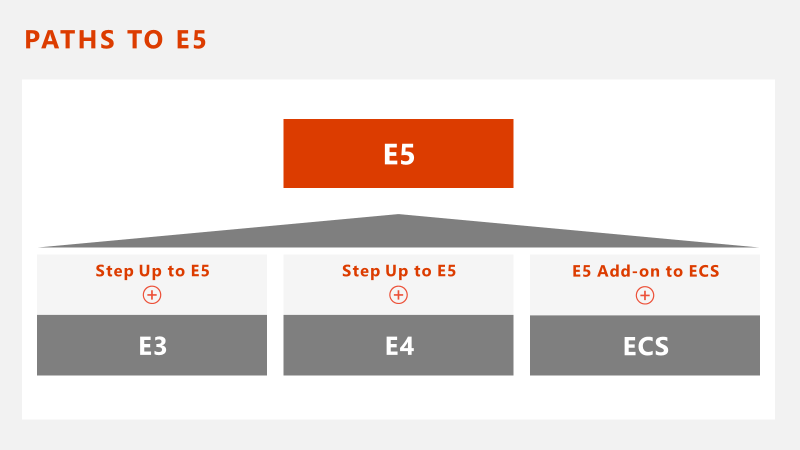 PATHS TO E5
E5
Step Up to E5
Step Up to E5
E5 Add-on to ECS
E3
E4
ECS